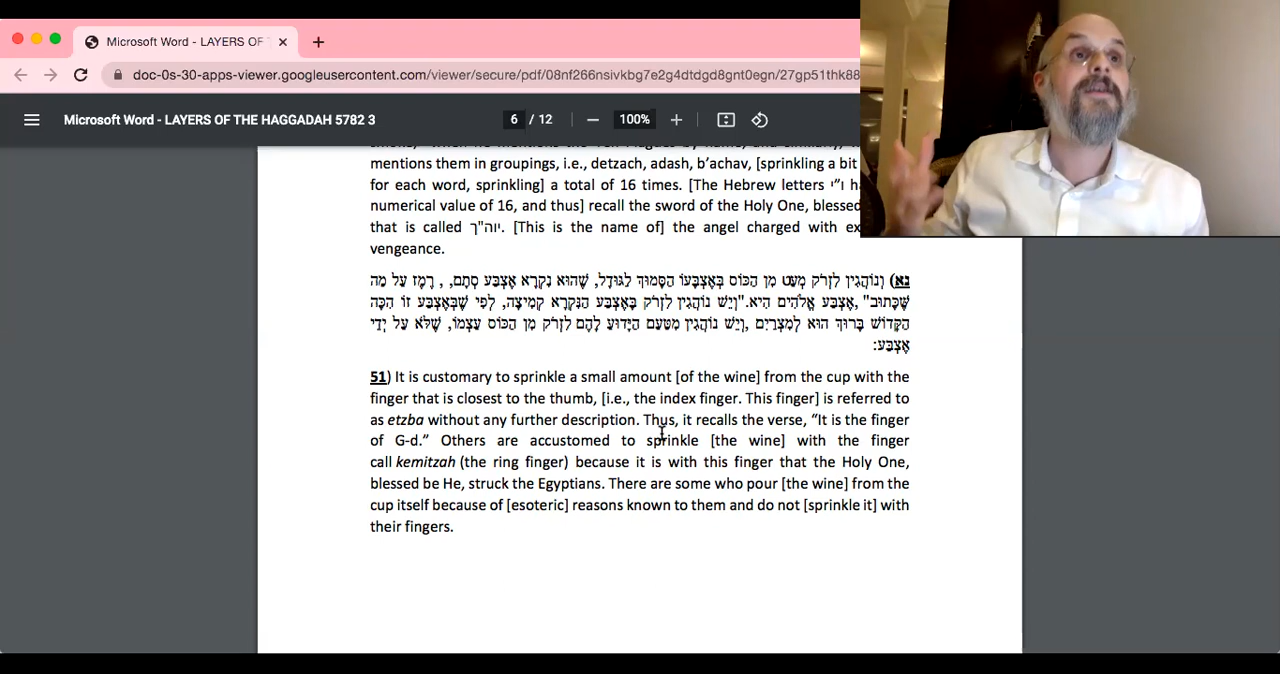 Microsoft Word - LAYERS OF T
doc-0s-30-apps-viewer.googleusercontent.com/viewer/secure/pdf/08nf266nsivkbg7e2g4dtdgd8gnt0egn/27gp51thk88
Microsoft Word - LAYERS OF THE HAGGADAH 5782 3
6 / 12
100%
mentions them in groupings, i.e., detzach, adash, b’achav, [sprinkling a bit
for each word, sprinkling] a total of 16 times. [The Hebrew letters י"ו ha
numerical value of 16, and thus] recall the sword of the Holy One, blessed
that is called יוה"ך. [This is the name of] the angel charged with ex
vengeance.
נא) וְנוֹהֲגִין לִזְרֹק מְעַט מִן הַכּוֹס בְּאֶצְבָּעוֹ הַסָּמוּךְ לַגּוּדָל, שֶׁהוּא נִקְרָא אֶצְבַּע סְתָם, , רָמָז עַל מַה
שֶּׁכָּתוּב" ,אֶצְבַּע אֱלֹהִים הִיא."וְיֵשׁ נוֹהֲגִין לִזְרֹק בָּאֶצְבַּע הַנִּקְרָא קְמִיצָה, לְפִי שֶׁבְּאֶצְבַּע זוֹ הִכָּה
הַקָּדוֹשׁ בָּרוּךְ הוּא לְמִצְרַיִם ,וְיֵשׁ נוֹהֲגִין מִטַּעַם הַיָּדוּעַ לָהֶם לִזְרֹק מִן הַכּוֹס עַצְמוֹ, שֶׁלֹּא עַל יְדֵי
אֶצְבַּע:
51) It is customary to sprinkle a small amount [of the wine] from the cup with the
finger that is closest to the thumb, [i.e., the index finger. This finger] is referred to
as etzba without any further description. Thus, it recalls the verse, “It is the finger
of G-d.” Others are accustomed to sprinkle [the wine] with the finger
call kemitzah (the ring finger) because it is with this finger that the Holy One,
blessed be He, struck the Egyptians. There are some who pour [the wine] from the
cup itself because of [esoteric] reasons known to them and do not [sprinkle it] with
their fingers.